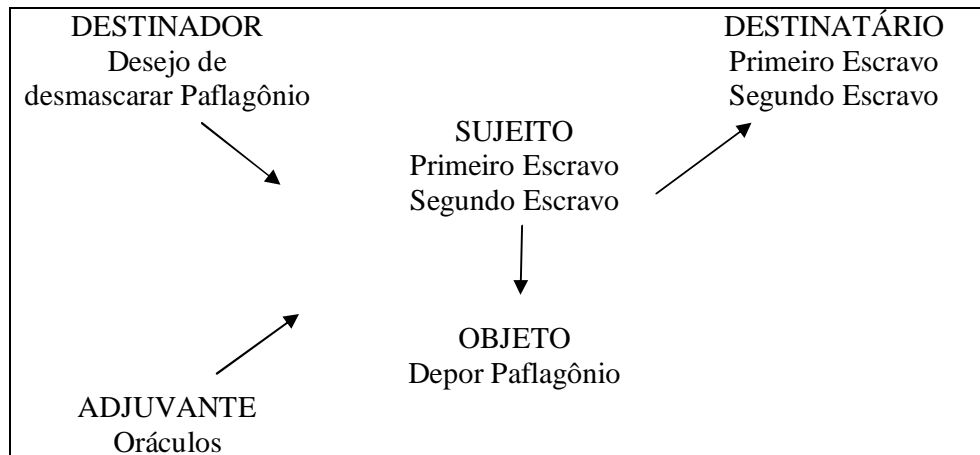 DESTINADOR
Desejo de
desmascarar Paflagônio
DESTINATÁRIO
Primeiro Escravo
Segundo Escravo
SUJEITO
Primeiro Escravo
Segundo Escravo
OBJETO
Depor Paflagônio
ADJUVANTE
Oráculos